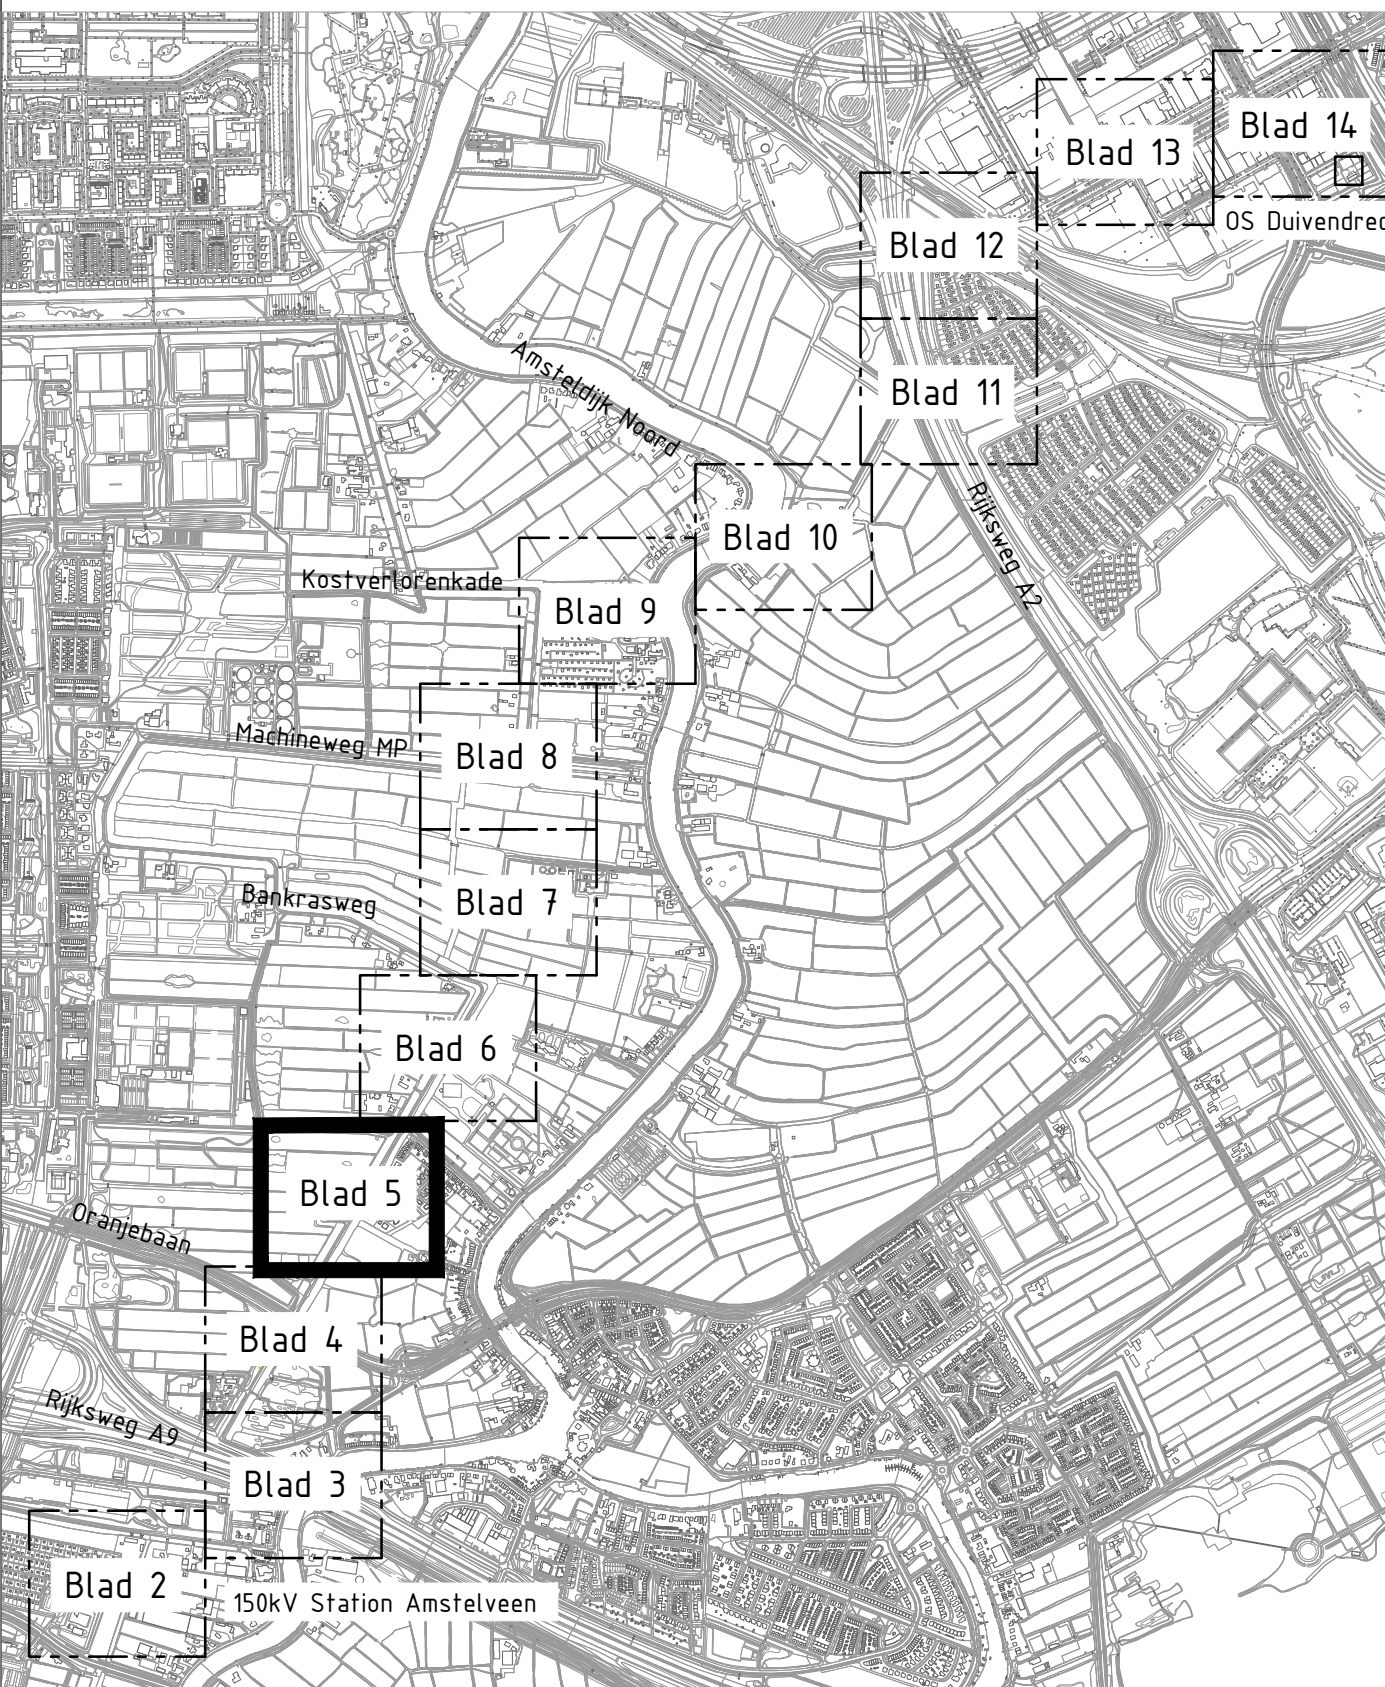 Blad 14
Blad 13
OS Duivendrec
Blad 12
Amsteldijk Noord
Blad 11
Rijksweg A2
Blad 10
Kostverlorenkade
Blad 9
Machineweg MP
Blad 8
Bankrasweg
Blad 7
Blad 6
Blad 5
Oranjebaan
Blad 4
Rijksweg A9
Blad 3
Blad 2
150kV Station Amstelveen